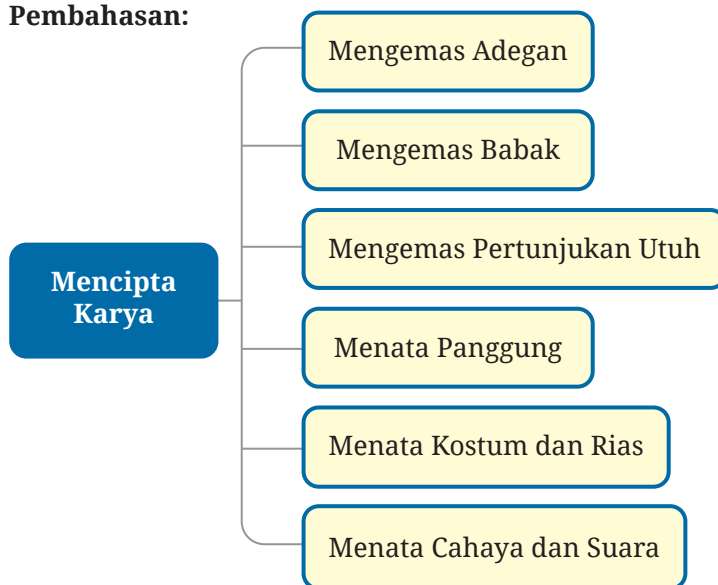 Pembahasan:
Mengemas Adegan
Mengemas Babak
Mengemas Pertunjukan Utuh
Mencipta
Karya
Menata Panggung
Menata Kostum dan Rias
Menata Cahaya dan Suara